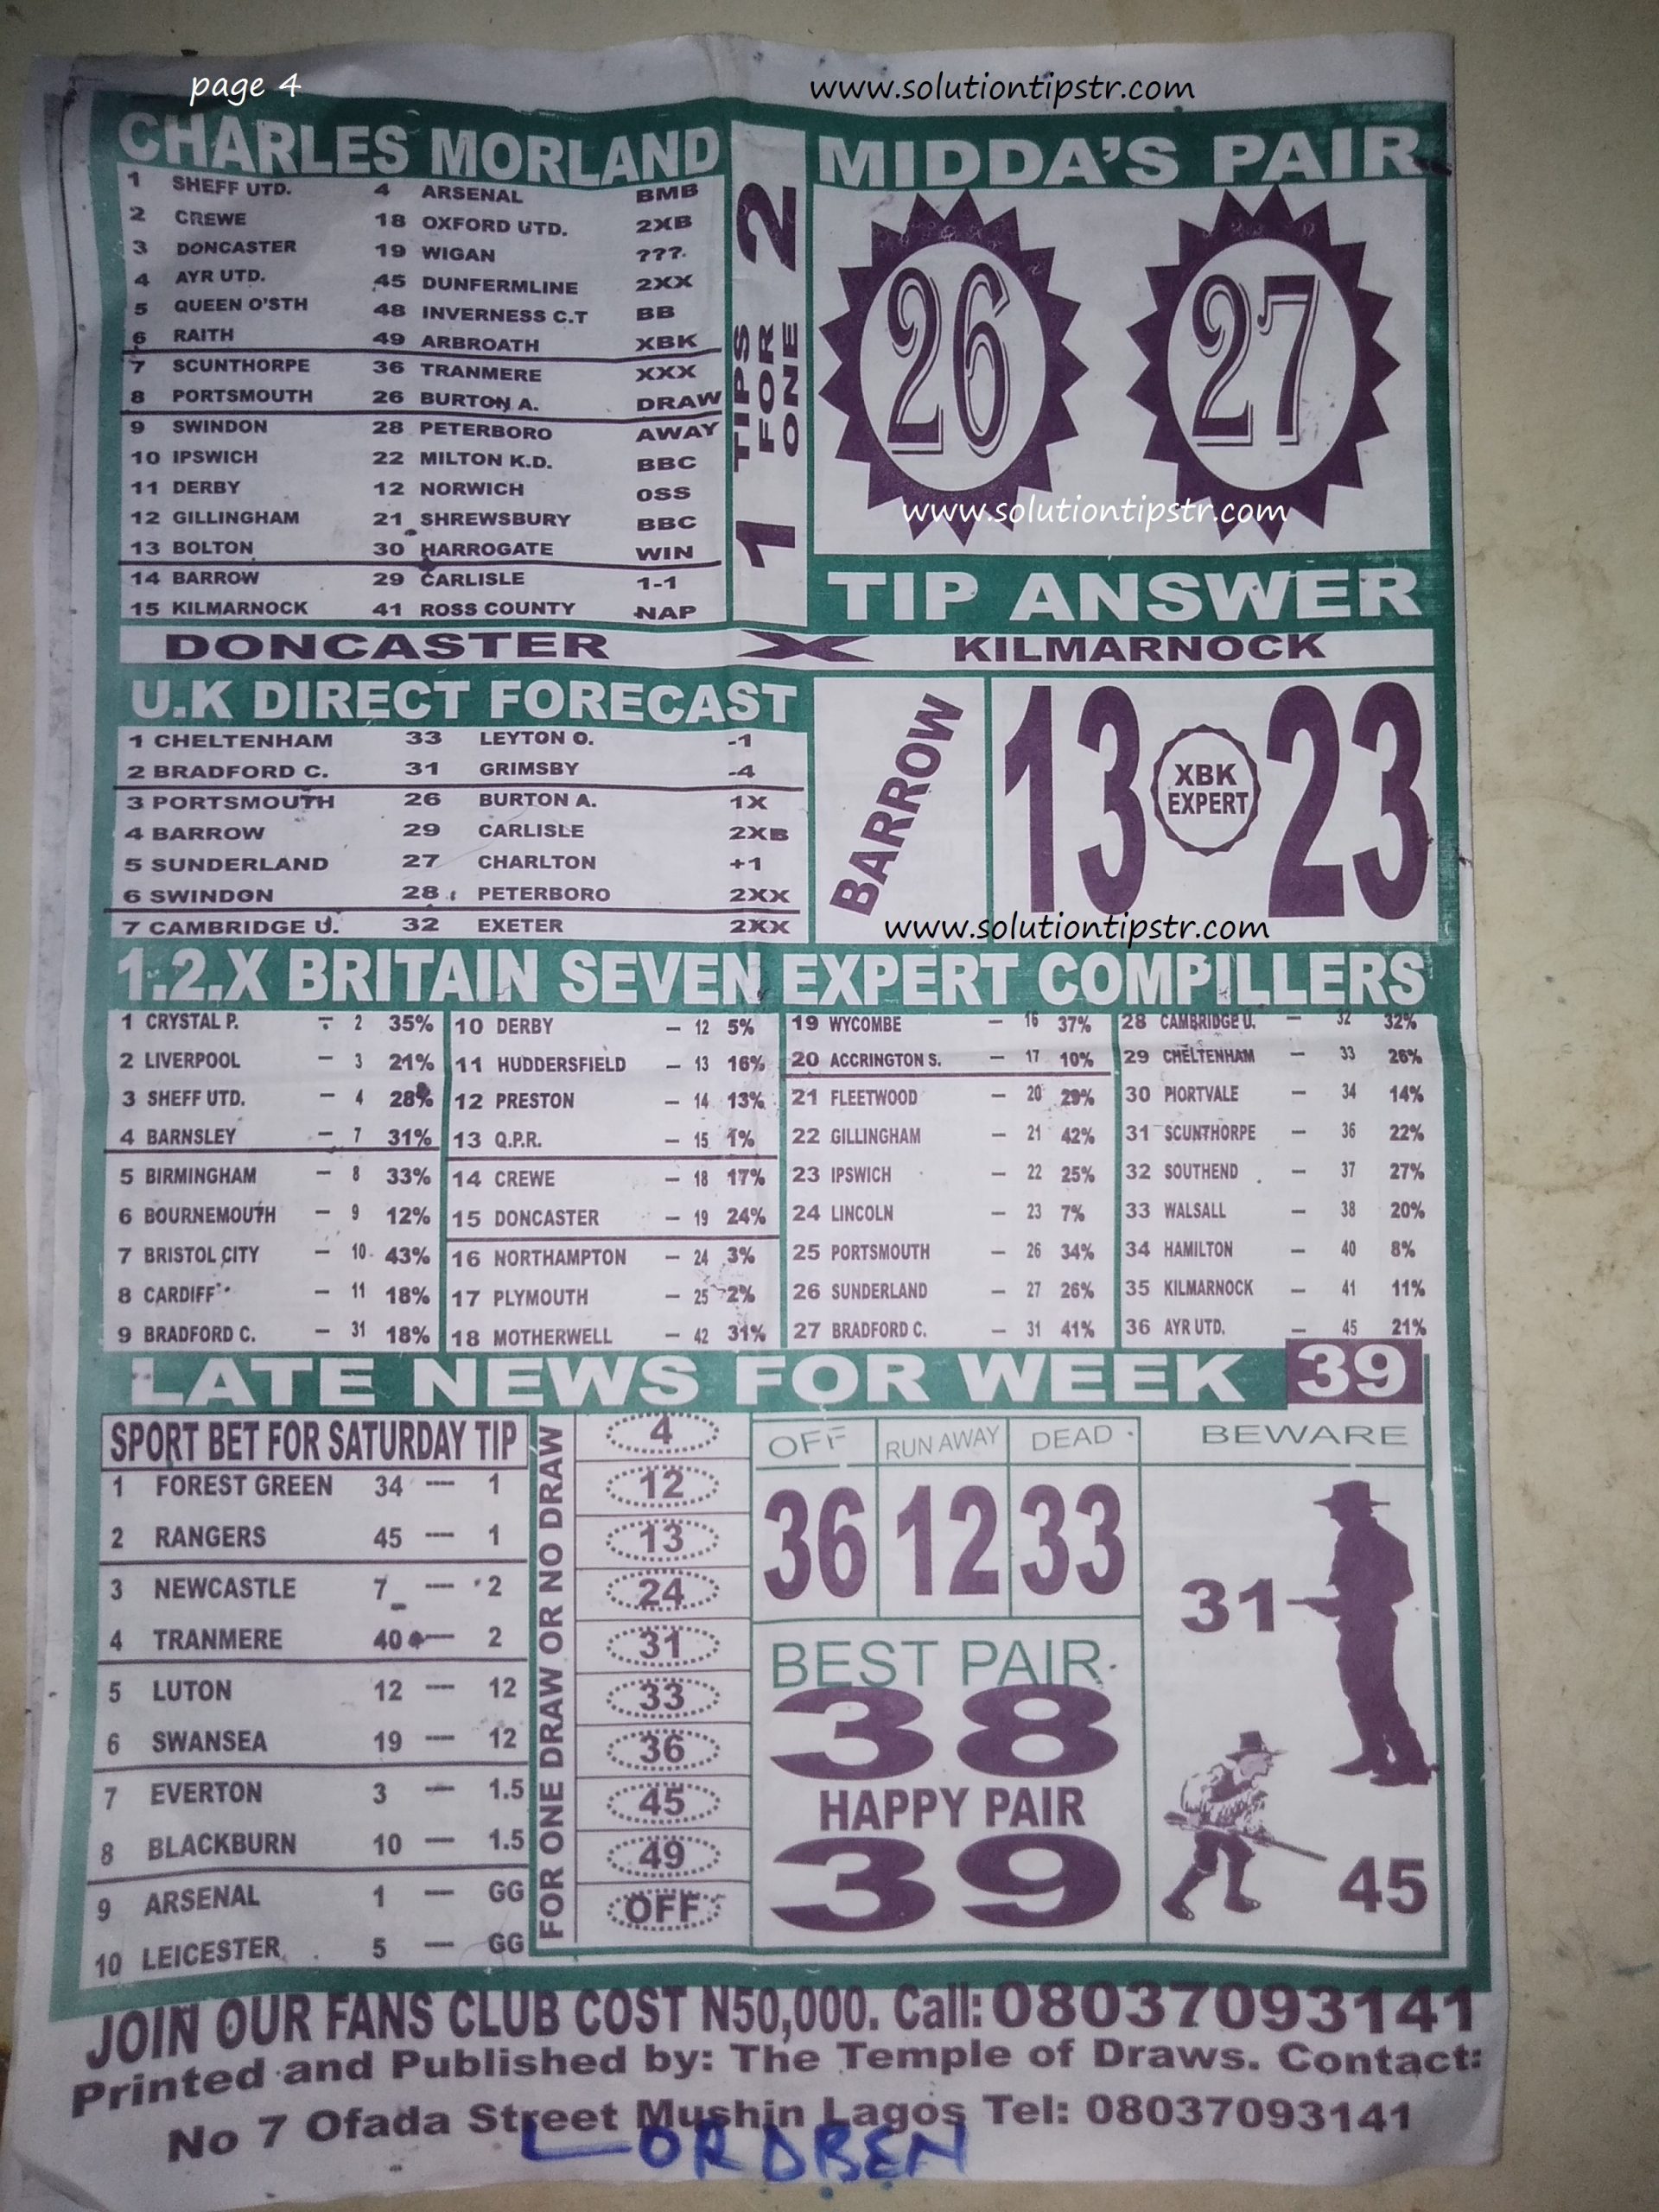 page 4
www.solutiontipstr.com
CHARLES MORLAND
1 SHEFF UTD. 4 ARSENAL BMB
2 CREWE 18 OXFORD UTD. 2XB
3 DONCASTER 19 WIGAN ???.
4 AYR UTD. 45 DUNFERMLINE 2XX
5 QUEEN O'STH 48 INVERNESS C.T BB
6 RAITH 49 ARBROATH XBK
7 SCUNTHORPE 36 TRANMERE XXX
8 PORTSMOUTH 26 BURTON A. DRAW
9 SWINDON 28 PETERBORO AWAY
10 IPSWICH 22 MILTON K.D. BBC
11 DERBY 12 NORWICH OSS
12 GILLINGHAM 21 SHREWSBURY BBC
13 BOLTON 30 HARROGATE WIN
14 BARROW 29 CARLISLE 1-1
15 KILMARNOCK 41 ROSS COUNTY NAP
1 TIPS FOR ONE 2
MIDDA'S PAIR
26 27
www.solutiontipstr.com
TIP ANSWER
DONCASTER X KILMARNOCK
U.K DIRECT FORECAST
1 CHELTENHAM 33 LEYTON O. -1
2 BRADFORD C. 31 GRIMSBY -4
3 PORTSMOUTH 26 BURTON A. 1X
4 BARROW 29 CARLISLE 2XB
5 SUNDERLAND 27 CHARLTON +1
6 SWINDON 28 PETERBORO 2XX
7 CAMBRIDGE U. 32 EXETER 2XX
BARROW
13 XBK EXPERT 23
www.solutiontipstr.com
1.2.X BRITAIN SEVEN EXPERT COMPILLERS
1 CRYSTAL P. - 2 35%
2 LIVERPOOL - 3 21%
3 SHEFF UTD. - 4 28%
4 BARNSLEY - 7 31%
5 BIRMINGHAM - 8 33%
6 BOURNEMOUTH - 9 12%
7 BRISTOL CITY - 10 43%
8 CARDIFF - 11 18%
9 BRADFORD C. - 31 18%
10 DERBY - 12 5%
11 HUDDERSFIELD - 13 16%
12 PRESTON - 14 13%
13 Q.P.R. - 15 1%
14 CREWE - 18 17%
15 DONCASTER - 19 24%
16 NORTHAMPTON - 24 3%
17 PLYMOUTH - 25 2%
18 MOTHERWELL - 42 31%
19 WYCOMBE - 16 37%
20 ACCRINGTON S. - 17 10%
21 FLEETWOOD - 20 29%
22 GILLINGHAM - 21 42%
23 IPSWICH - 22 25%
24 LINCOLN - 23 7%
25 PORTSMOUTH - 26 34%
26 SUNDERLAND - 27 26%
27 BRADFORD C. - 31 41%
28 CAMBRIDGE U. - 32 32%
29 CHELTENHAM - 33 26%
30 PIORTVALE - 34 14%
31 SCUNTHORPE - 36 22%
32 SOUTHEND - 37 27%
33 WALSALL - 38 20%
34 HAMILTON - 40 8%
35 KILMARNOCK - 41 11%
36 AYR UTD. - 45 21%
LATE NEWS FOR WEEK 39
SPORT BET FOR SATURDAY TIP
1 FOREST GREEN 34 --- 1
2 RANGERS 45 --- 1
3 NEWCASTLE 7 --- 2
4 TRANMERE 40 — 2
5 LUTON 12 — 12
6 SWANSEA 19 — 12
7 EVERTON 3 — 1.5
8 BLACKBURN 10 — 1.5
9 ARSENAL 1 — GG
10 LEICESTER 5 — GG
FOR ONE DRAW OR NO DRAW
4
12
13
24
31
33
36
45
49
OFF
OFF RUN AWAY DEAD
36 12 33
BEST PAIR
38
HAPPY PAIR
39
BEWARE
31
45
JOIN OUR FANS CLUB COST N50,000. Call: 08037093141
Printed and Published by: The Temple of Draws. Contact:
No 7 Ofada Street Mushin Lagos Tel: 08037093141
LORDBEN